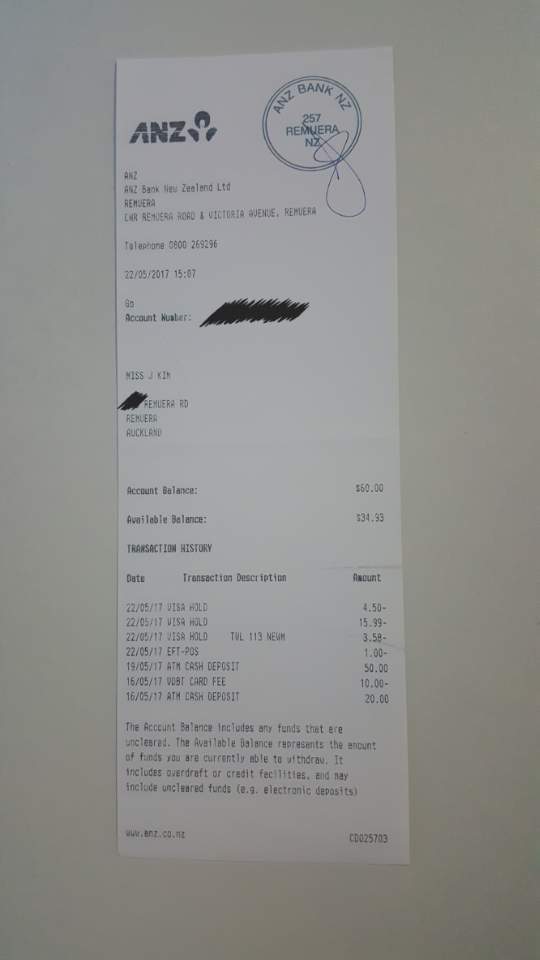 ANZ
ANZ BANK NZ
257
REMUERA
NZ
ANZ
ANZ Bank New Zealand Ltd
REMUERA
CNR REMUERA ROAD & VICTORIA AVENUE, REMUERA
Telephone 0800 269296
22/05/2017 15:07
Go
Account Number:
MISS J KIM
REMUERA RD
REMUERA
AUCKLAND
Account Balance: $60.00
Available Balance: $34.93
TRANSACTION HISTORY
Date Transaction Description Amount
22/05/17 VISA HOLD 4.50-
22/05/17 VISA HOLD 15.99-
22/05/17 VISA HOLD TWL 113 NEWM 3.58-
22/05/17 EFT-POS 1.00-
19/05/17 ATM CASH DEPOSIT 50.00
16/05/17 VDBT CARD FEE 10.00-
16/05/17 ATM CASH DEPOSIT 20.00
The Account Balance includes any funds that are
uncleared. The Available Balance represents the amount
of funds you are currently able to withdraw. It
includes overdraft or credit facilities, and may
include uncleared funds (e.g. electronic deposits)
www.anz.co.nz CD025703